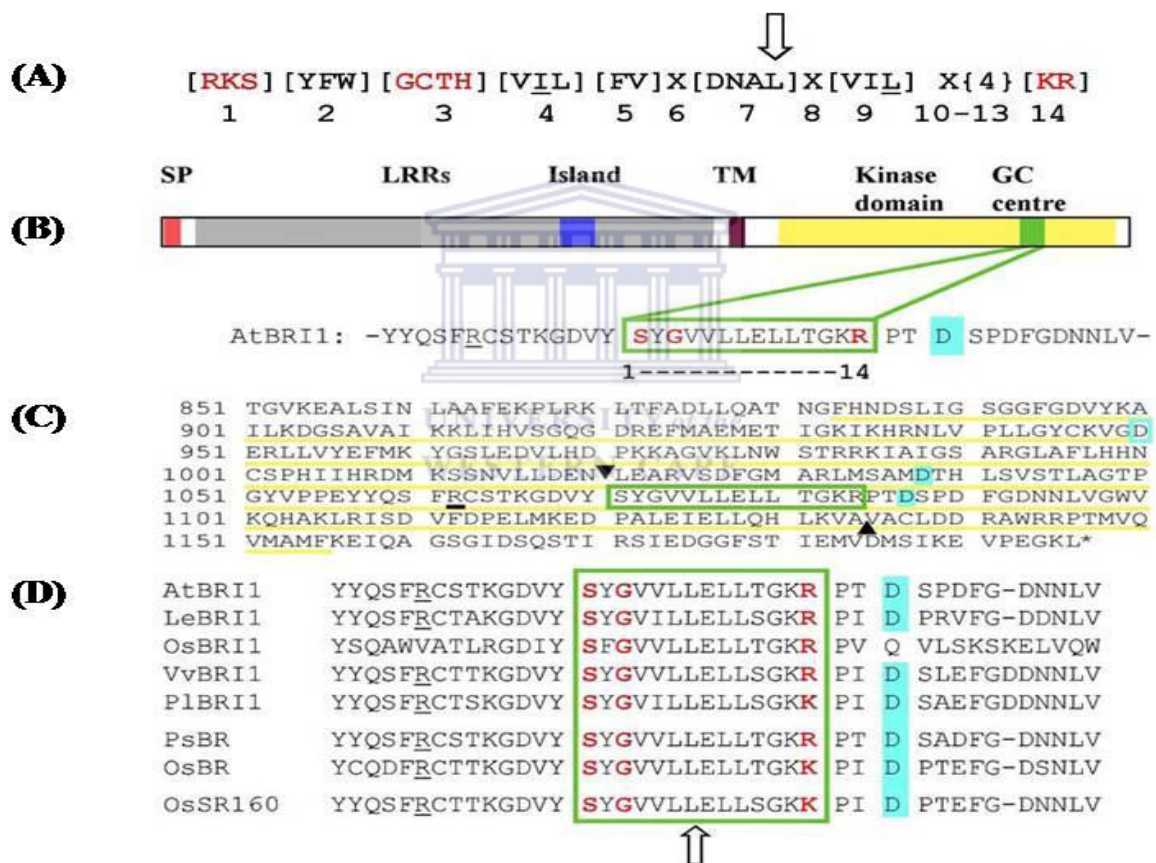 (A)
[RKS][YFW][GCTH][VIL][FV]X[DNAL]X[VIL] X{4}[KR]
1 2 3 4 5 6 7 8 9 10-13 14
SP LRRs Island TM Kinase domain GC centre
(B)
AtBRI1: -YYQSFRCSTKGDVY SYGVVLLELLTGKR PT D SPDFGDNNLV-
1------------14
(C)
851 TGVKEALSIN LAAFEKPLRK LTFADLLQAT NGFHNDSLIG SGGFGDVYKA
901 ILKDGSAVAI KKLIHVSGQG DREFMAEMET IGKIKHRNLV PLLGYCKVGD
951 ERLLVYEFMK YGSLEDVLHD PKKAGVKLNW STRRKIAIGS ARGLAFLHHN
1001 CSPHIIHRDM KSSNVLLDEN LEARVSDFGM ARLMSAMDTH LSVSTLAGTP
1051 GYVPPEYYQS FRCSTKGDVY SYGVVLLELL TGKRPTDSPD FGDNNLVGWV
1101 KQHAKLRISD VFDPELMKED PALEIELLQH LKVAVACLDD RAWRRPTMVQ
1151 VMAMFKEIQA GSGIDSQSTI RSIEDGGFST IEMVDMSIKE VPEGKL*
UNIVERSITY of the
WESTERN CAPE
(D)
AtBRI1 YYQSFRCSTKGDVY SYGVVLLELLTGKR PT D SPDFG-DNNLV
LeBRI1 YYQSFRCTAKGDVY SYGVILLELLSGKR PI D PRVFG-DDNLV
OsBRI1 YSQAWVATLRGDIY SFGVVLLELLTGKR PV Q VLSKSKELVQW
VvBRI1 YYQSFRCTTKGDVY SYGVVLLELLSGKR PI D SLEFGDDNNLV
PlBRI1 YYQSFRCTSKGDVY SYGVILLELLSGKK PI D SAEFGDDNNLV
PsBR YYQSFRCSTKGDVY SYGVVLLELLTGKR PT D SADFG-DNNLV
OsBR YCQDFRCTTKGDVY SYGVVLLELLTGKK PI D PTEFG-DSNLV
OsSR160 YYQSFRCTTKGDVY SYGVVLLELLSGKK PI D PTEFG-DNNLV